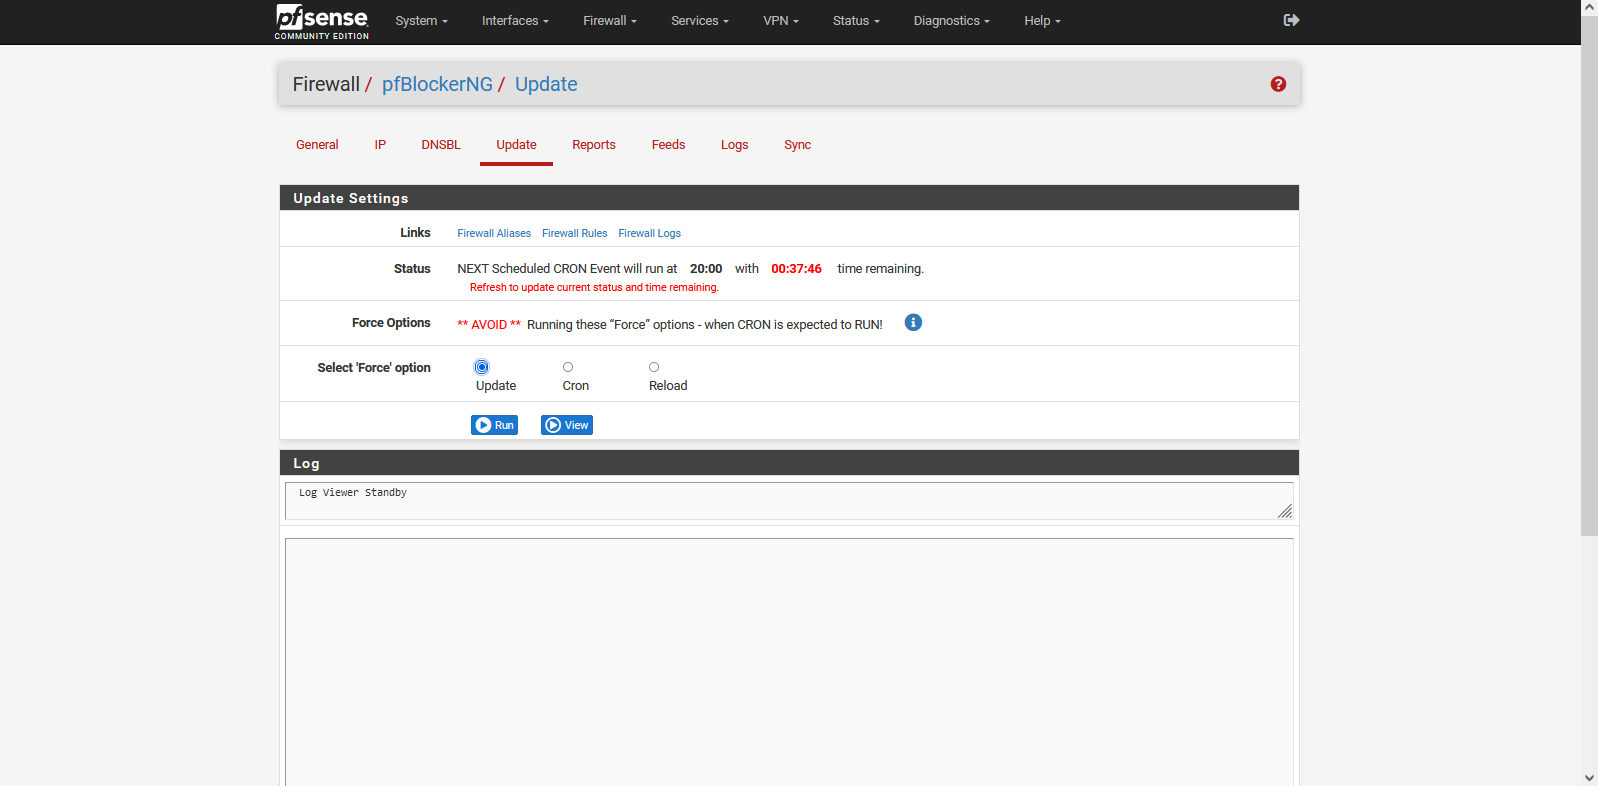 pfsense
COMMUNITY EDITION
System Interfaces Firewall Services VPN Status Diagnostics Help
Firewall / pfBlockerNG / Update
General IP DNSBL Update Reports Feeds Logs Sync
Update Settings
Links Firewall Aliases Firewall Rules Firewall Logs
Status NEXT Scheduled CRON Event will run at 20:00 with 00:37:46 time remaining.
Refresh to update current status and time remaining.
Force Options ** AVOID ** Running these “Force” options - when CRON is expected to RUN!
Select 'Force' option
Update Cron Reload
Run View
Log
Log Viewer Standby